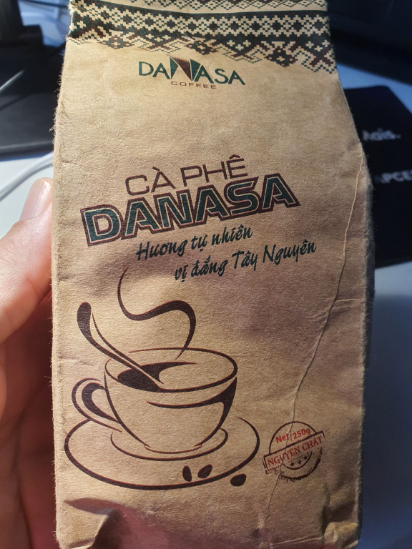 DANASA
COFFEE
CÀ PHÊ
DANASA
Hương tự nhiên
vị đắng Tây Nguyên
Net: 250g
NGUYÊN CHẤT